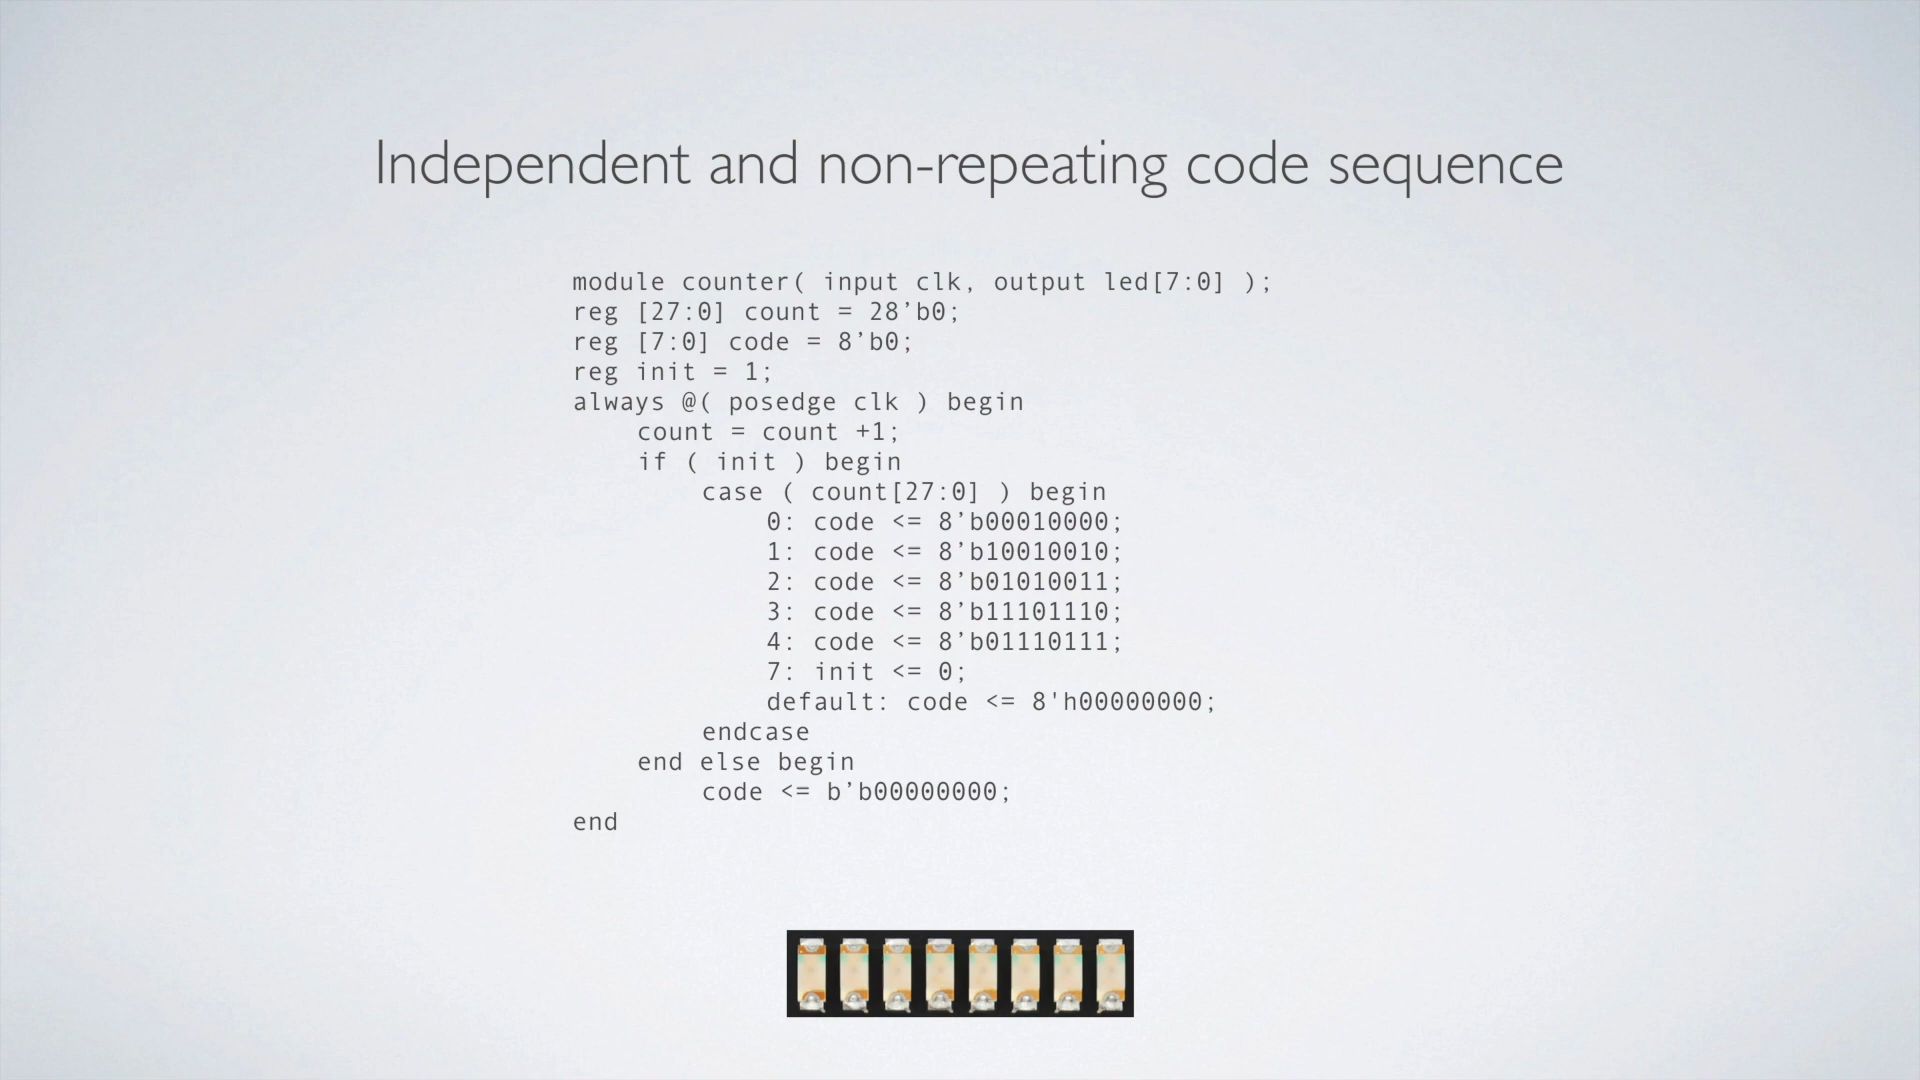 Independent and non-repeating code sequence
module counter( input clk, output led[7:0] );
reg [27:0] count = 28’b0;
reg [7:0] code = 8’b0;
reg init = 1;
always @( posedge clk ) begin
count = count +1;
if ( init ) begin
case ( count[27:0] ) begin
0: code <= 8’b00010000;
1: code <= 8’b10010010;
2: code <= 8’b01010011;
3: code <= 8’b11101110;
4: code <= 8’b01110111;
7: init <= 0;
default: code <= 8'h00000000;
endcase
end else begin
code <= b’b00000000;
end